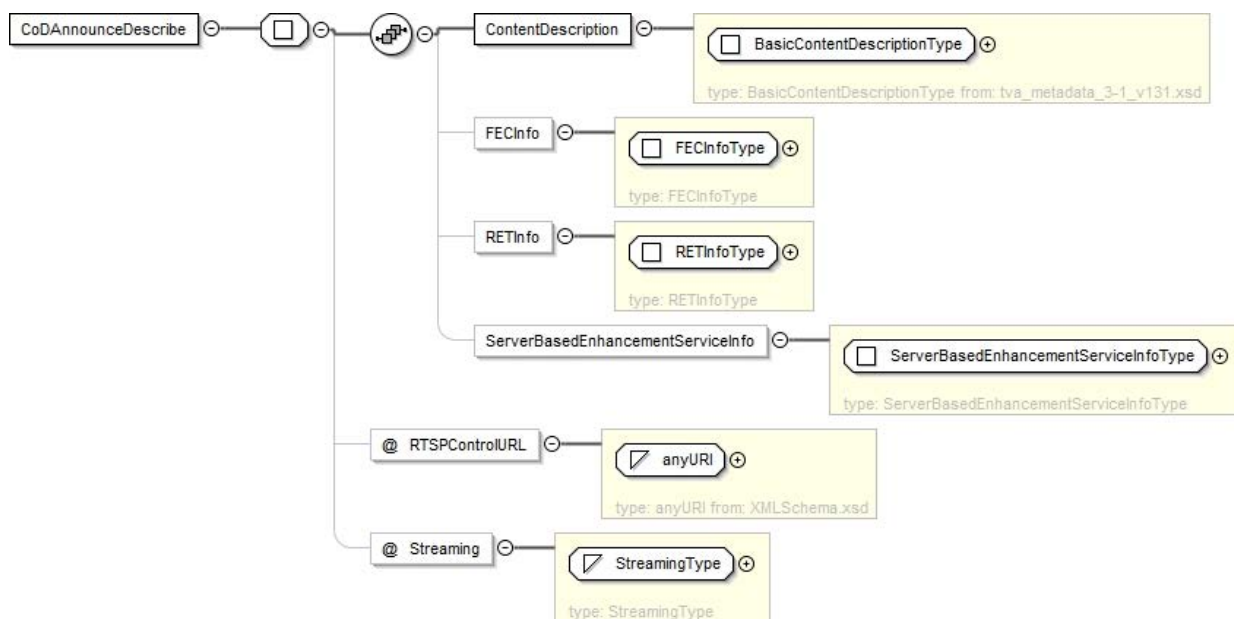 CoDAnnounceDescribe
ContentDescription
BasicContentDescriptionType
type: BasicContentDescriptionType from: tva_metadata_3-1_v131.xsd
FECInfo
FECInfoType
type: FECInfoType
RETInfo
RETInfoType
type: RETInfoType
ServerBasedEnhancementServiceInfo
ServerBasedEnhancementServiceInfoType
type: ServerBasedEnhancementServiceInfoType
@ RTSPControlURL
anyURI
type: anyURI from: XMLSchema.xsd
@ Streaming
StreamingType
type: StreamingType